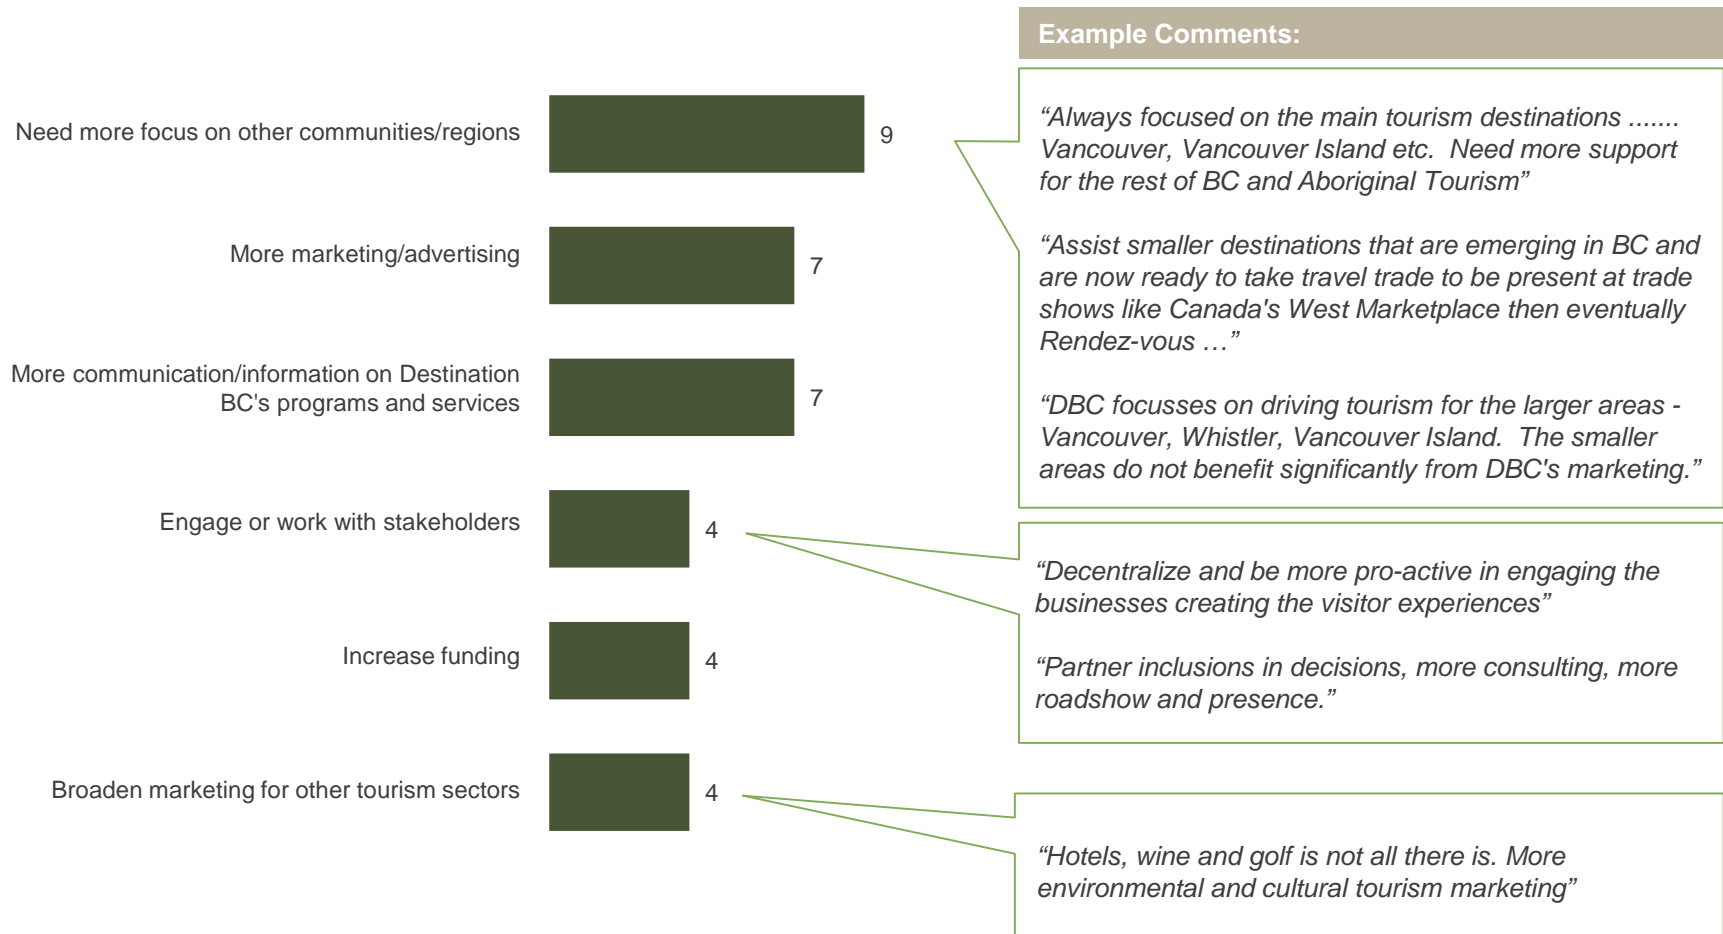 Example Comments:
Need more focus on other communities/regions
9
More marketing/advertising
7
More communication/information on Destination
BC's programs and services
7
Engage or work with stakeholders
4
Increase funding
4
Broaden marketing for other tourism sectors
4
“Always focused on the main tourism destinations .......
Vancouver, Vancouver Island etc.  Need more support
for the rest of BC and Aboriginal Tourism”
“Assist smaller destinations that are emerging in BC and
are now ready to take travel trade to be present at trade
shows like Canada's West Marketplace then eventually
Rendez-vous …”
“DBC focusses on driving tourism for the larger areas -
Vancouver, Whistler, Vancouver Island.  The smaller
areas do not benefit significantly from DBC's marketing.”
“Decentralize and be more pro-active in engaging the
businesses creating the visitor experiences”
“Partner inclusions in decisions, more consulting, more
roadshow and presence.”
“Hotels, wine and golf is not all there is. More
environmental and cultural tourism marketing”